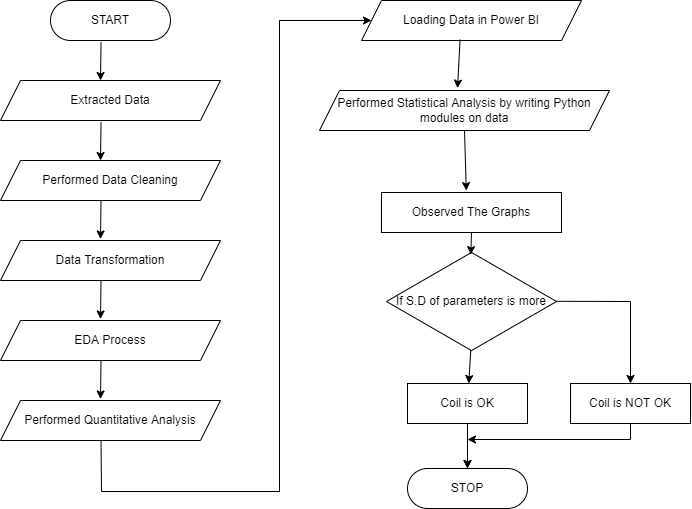 START
Extracted Data
Performed Data Cleaning
Data Transformation
EDA Process
Performed Quantitative Analysis
Loading Data in Power BI
Performed Statistical Analysis by writing Python
modules on data
Observed The Graphs
If S.D of parameters is more
Coil is OK
Coil is NOT OK
STOP